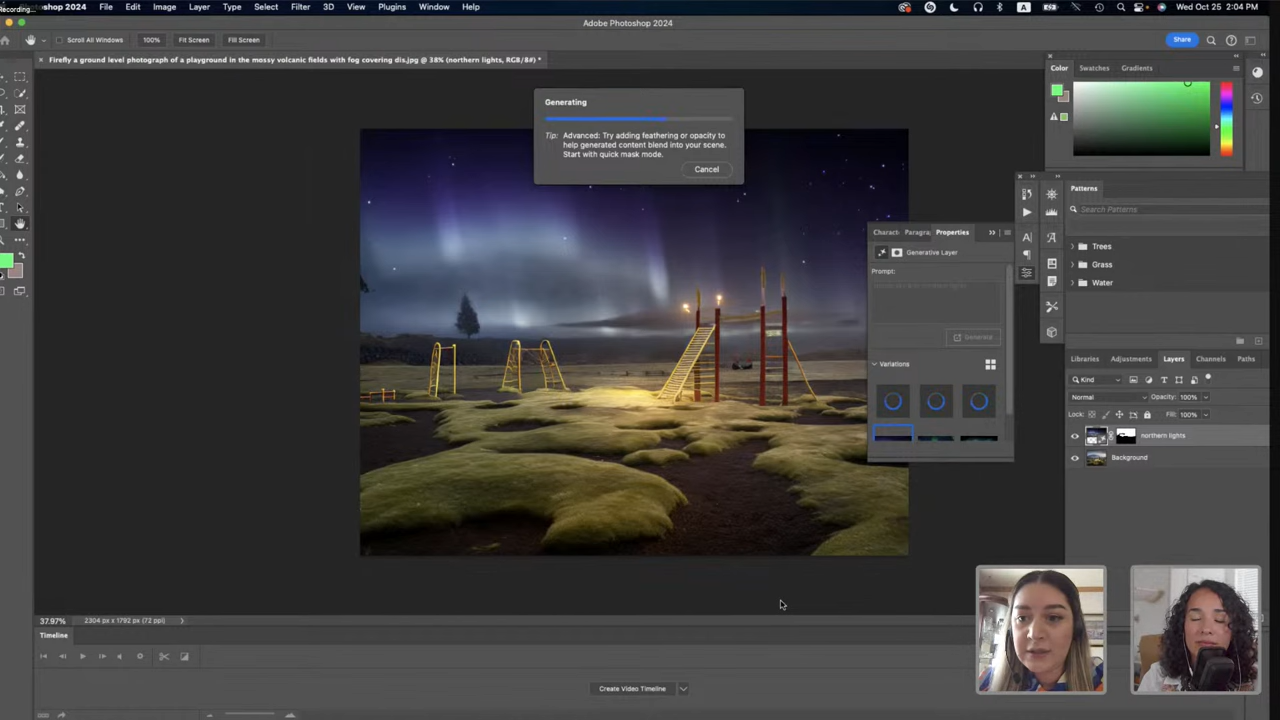 Recording...
shop 2024 File Edit Image Layer Type Select Filter 3D View Plugins Window Help A Wed Oct 25 2:04 PM
Adobe Photoshop 2024
Scroll All Windows 100% Fit Screen Fill Screen Share
× Firefly a ground level photograph of a playground in the mossy volcanic fields with fog covering dis.jpg @ 38% (northern lights, RGB/8#) *
Color Swatches Gradients
Generating
Tip: Advanced: Try adding feathering or opacity to
help generated content blend into your scene.
Start with quick mask mode.
Cancel
Patterns
Search Patterns
Trees
Grass
Water
Charact Paragra Properties
Generative Layer
Prompt:
Generate
Variations
Libraries Adjustments Layers Channels Paths
Kind
Normal Opacity: 100%
Lock: Fill: 100%
northern lights
Background
37.97% 2304 px x 1792 px (72 ppi)
Timeline
Create Video Timeline